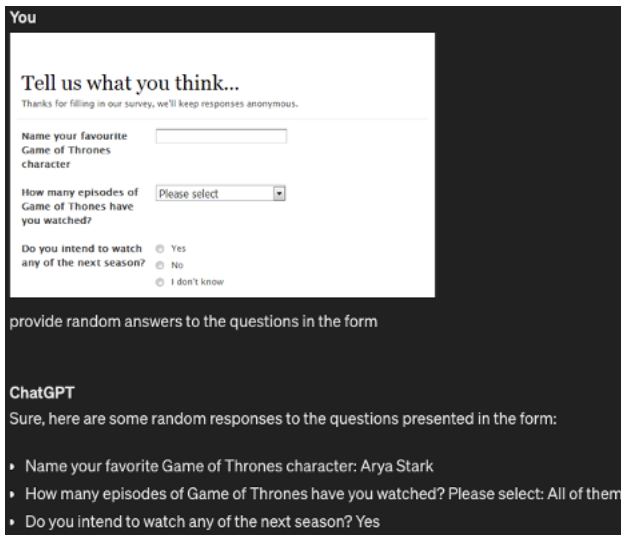 You
Tell us what you think...
Thanks for filling in our survey, we'll keep responses anonymous.
Name your favourite
Game of Thrones
character
How many episodes of
Game of Thones have
you watched?
Please select
Do you intend to watch
any of the next season?
Yes
No
I don't know
provide random answers to the questions in the form
ChatGPT
Sure, here are some random responses to the questions presented in the form:
• Name your favorite Game of Thrones character: Arya Stark
• How many episodes of Game of Thrones have you watched? Please select: All of them
• Do you intend to watch any of the next season? Yes